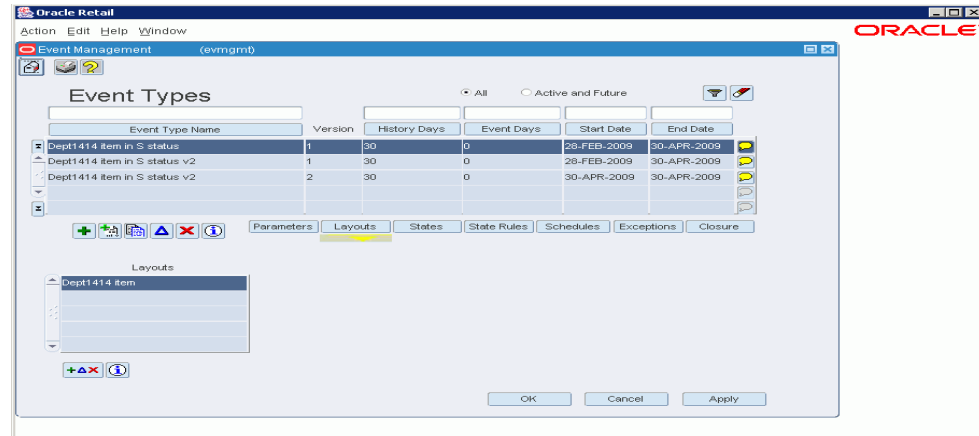 Oracle Retail
Action Edit Help Window
ORACLE
Event Management (evmgmt)
Event Types
All Active and Future
Event Type Name Version History Days Event Days Start Date End Date
Dept1414 item in S status 1 30 0 28-FEB-2009 30-APR-2009
Dept1414 item in S status v2 1 30 0 28-FEB-2009 30-APR-2009
Dept1414 item in S status v2 2 30 0 30-APR-2009 30-APR-2009
Parameters Layouts States State Rules Schedules Exceptions Closure
Layouts
Dept1414 item
OK Cancel Apply